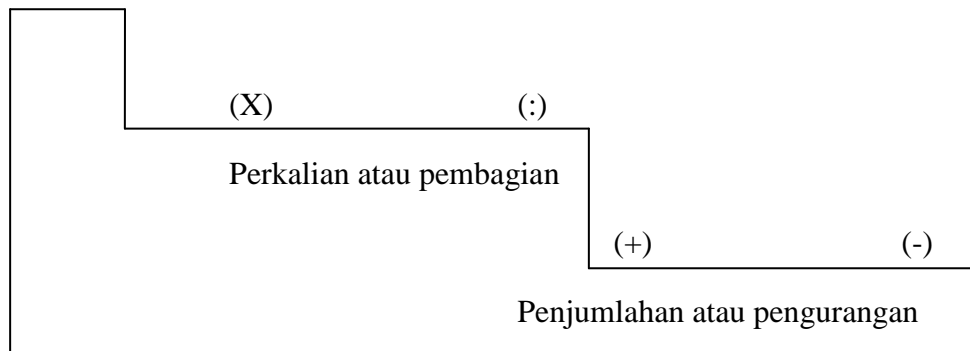 (X) (:)
Perkalian atau pembagian
(+) (-)
Penjumlahan atau pengurangan